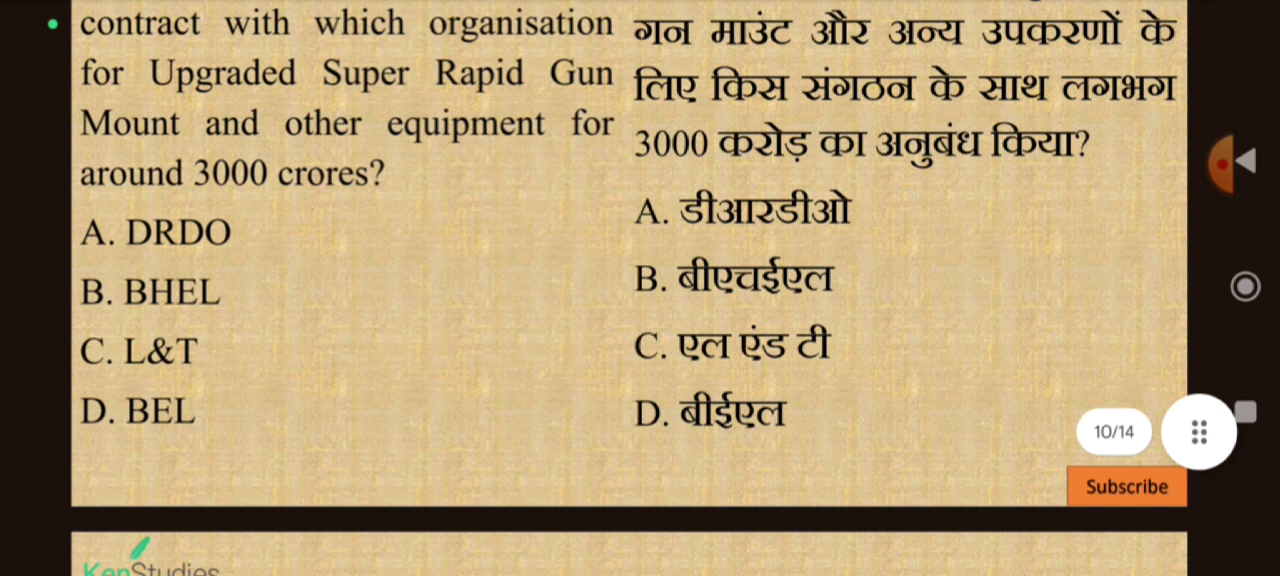 contract with which organisation
for Upgraded Super Rapid Gun
Mount and other equipment for
around 3000 crores?
A. DRDO
B. BHEL
C. L&T
D. BEL
गन माउंट और अन्य उपकरणों के
लिए किस संगठन के साथ लगभग
3000 करोड़ का अनुबंध किया?
A. डीआरडीओ
B. बीएचईएल
C. एल एंड टी
D. बीईएल
10/14
Subscribe
KenStudies